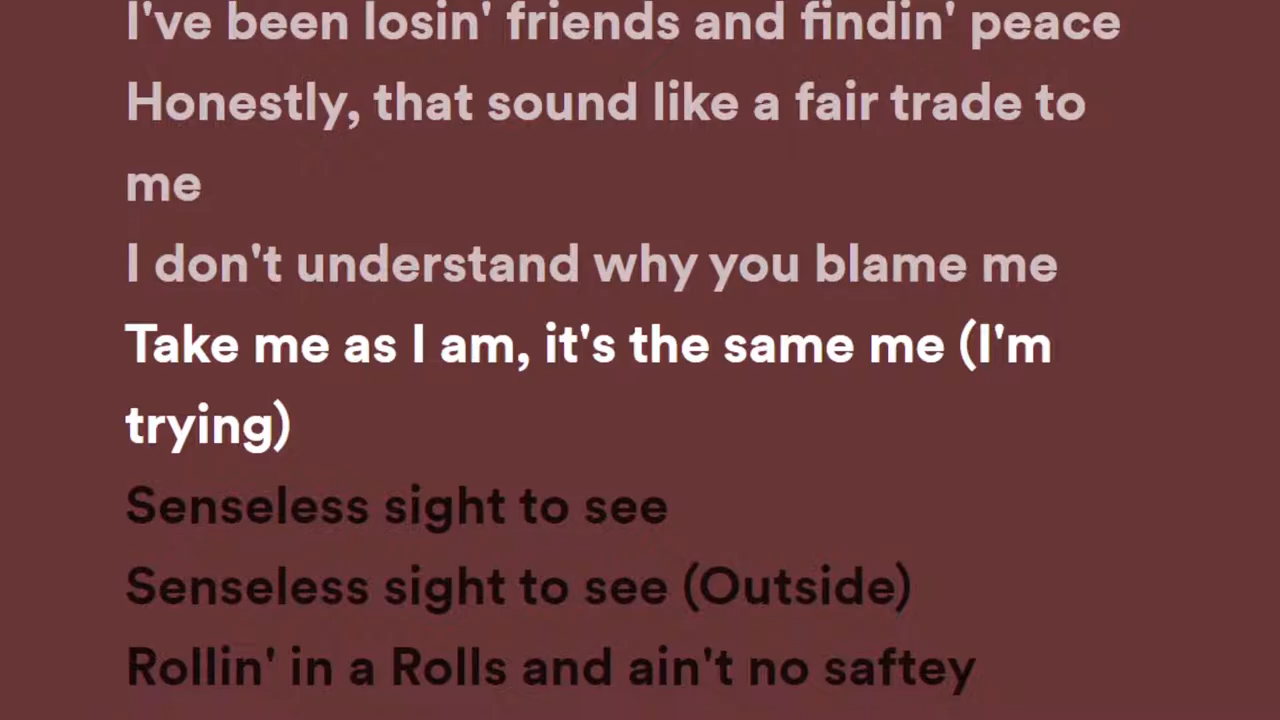 I've been losin' friends and findin' peace
Honestly, that sound like a fair trade to
me
I don't understand why you blame me
Take me as I am, it's the same me (I'm
trying)
Senseless sight to see
Senseless sight to see (Outside)
Rollin' in a Rolls and ain't no saftey